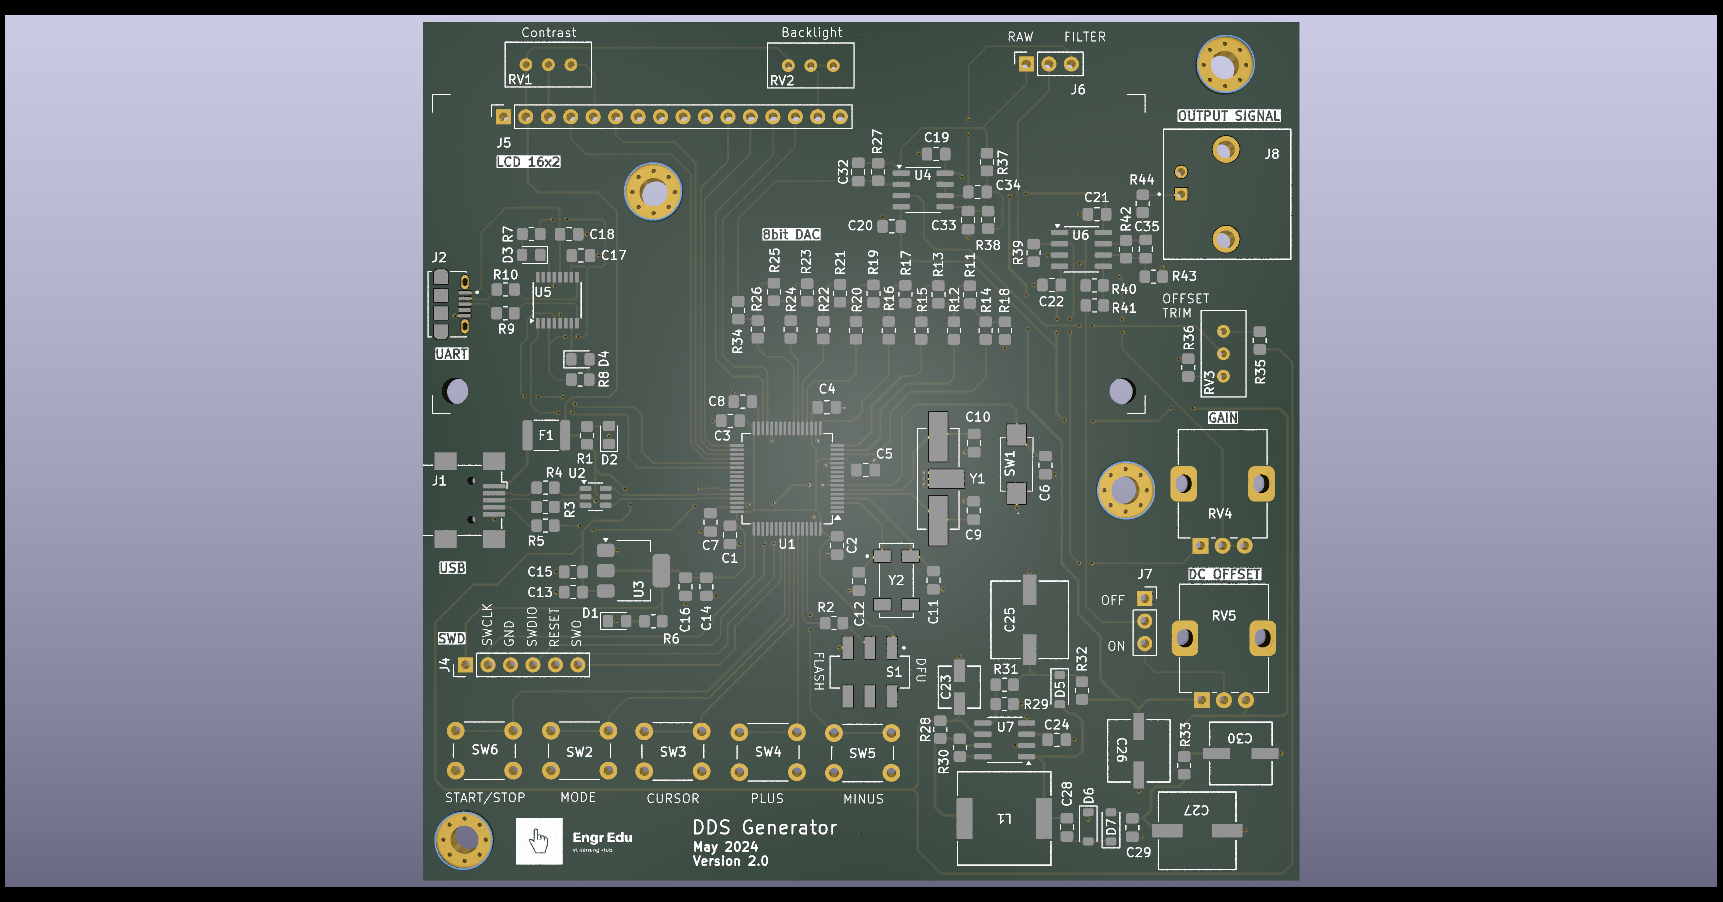 Contrast
Backlight
RAW FILTER
RV1
RV2
J6
OUTPUT SIGNAL
J5
LCD 16x2
C19
R27
C32
U4
R37
C34
J8
R44
C20
C33
R38
C21
R42
C35
U6
R39
8bit DAC
R7
C18
D3
C17
J2
R10
U5
R9
R25
R23
R21
R19
R17
R13
R11
R26
R24
R22
R20
R16
R15
R12
R14
R18
R34
C22
R40
R41
R43
OFFSET
TRIM
R36
RV3
R35
UART
D4
R8
C8
C3
C4
GAIN
F1
R1
D2
C10
C5
SW1
J1
R4
U2
R3
R5
Y1
C6
RV4
C7
C1
U1
C2
C9
USB
C15
C13
U3
Y2
J7
DC OFFSET
OFF
ON
RV5
C16
C14
C12
C11
C25
SWCLK
GND
SWDIO
RESET
SWO
D1
R6
R2
SWD
J4
FLASH
S1
DFU
C23
R31
R29
D5
R32
SW6
SW2
SW3
SW4
SW5
R28
R30
U7
C24
C26
R33
C30
START/STOP
MODE
CURSOR
PLUS
MINUS
L1
C28
D6
D7
C29
C27
Engr Edu
DDS Generator
May 2024
Version 2.0